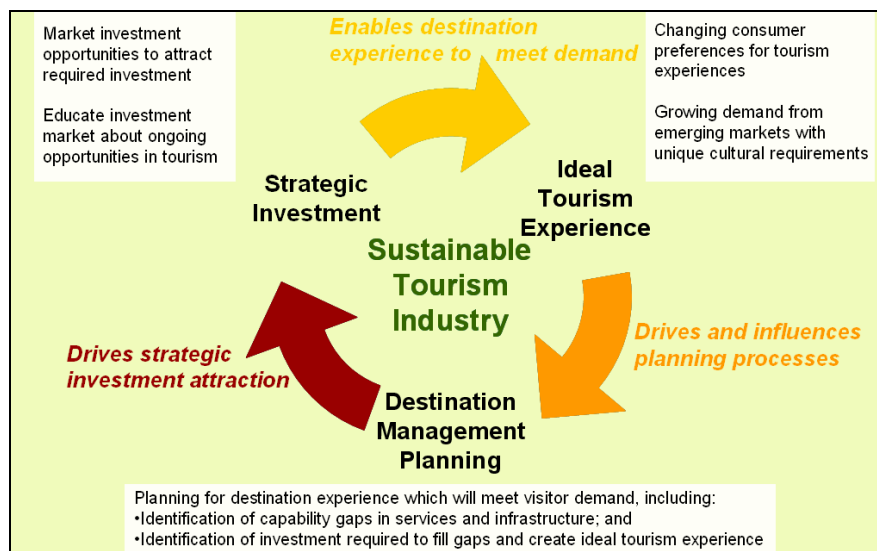 Market investment
opportunities to attract
required investment
Educate investment
market about ongoing
opportunities in tourism
Enables destination
experience to meet demand
Changing consumer
preferences for tourism
experiences
Growing demand from
emerging markets with
unique cultural requirements
Strategic
Investment
Ideal
Tourism
Experience
Sustainable
Tourism
Industry
Drives strategic
investment attraction
Drives and influences
planning processes
Destination
Management
Planning
Planning for destination experience which will meet visitor demand, including:
•Identification of capability gaps in services and infrastructure; and
•Identification of investment required to fill gaps and create ideal tourism experience